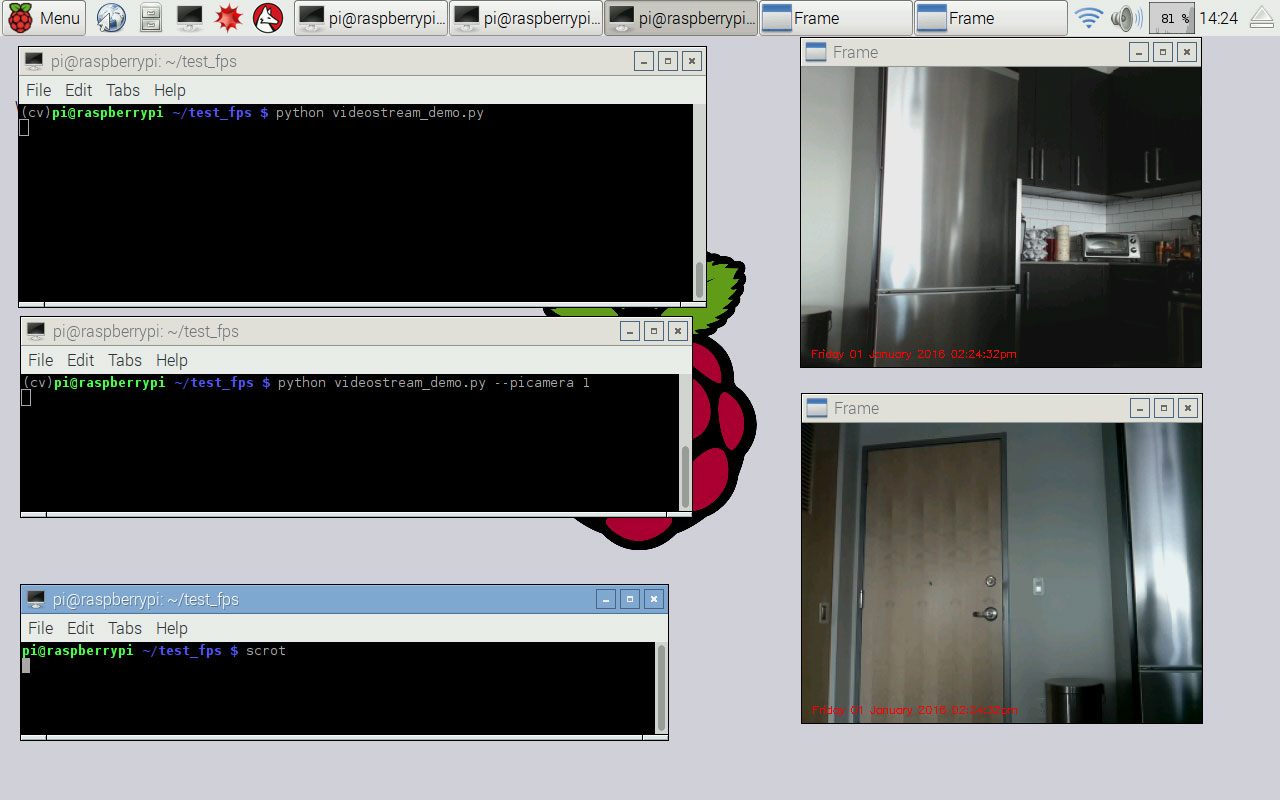 Menu
pi@raspberrypi...
pi@raspberrypi...
pi@raspberrypi...
Frame
Frame
81 %
14:24
pi@raspberrypi: ~/test_fps
File Edit Tabs Help
(cv)pi@raspberrypi ~/test_fps $ python videostream_demo.py
pi@raspberrypi: ~/test_fps
File Edit Tabs Help
(cv)pi@raspberrypi ~/test_fps $ python videostream_demo.py --picamera 1
pi@raspberrypi: ~/test_fps
File Edit Tabs Help
pi@raspberrypi ~/test_fps $ scrot
Frame
Friday 01 January 2016 02:24:32pm
Frame
Friday 01 January 2016